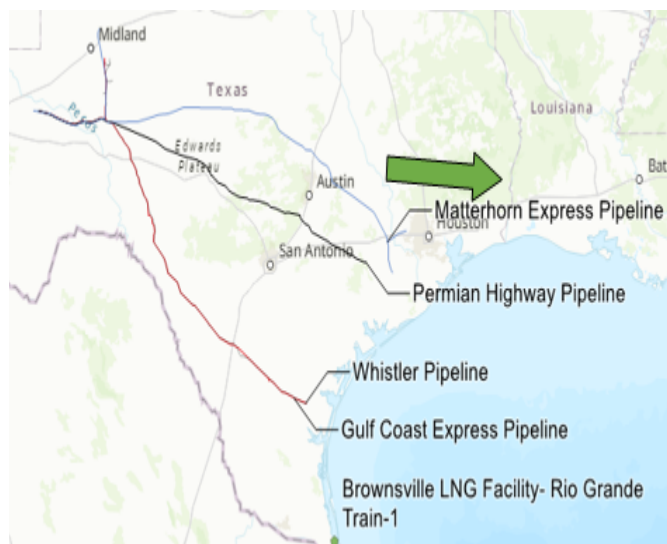 Midland
Texas
Louisiana
Pecos
Edwards
Plateau
Austin
Bat
Matterhorn Express Pipeline
Houston
San Antonio
Permian Highway Pipeline
Whistler Pipeline
Gulf Coast Express Pipeline
Brownsville LNG Facility- Rio Grande
Train-1